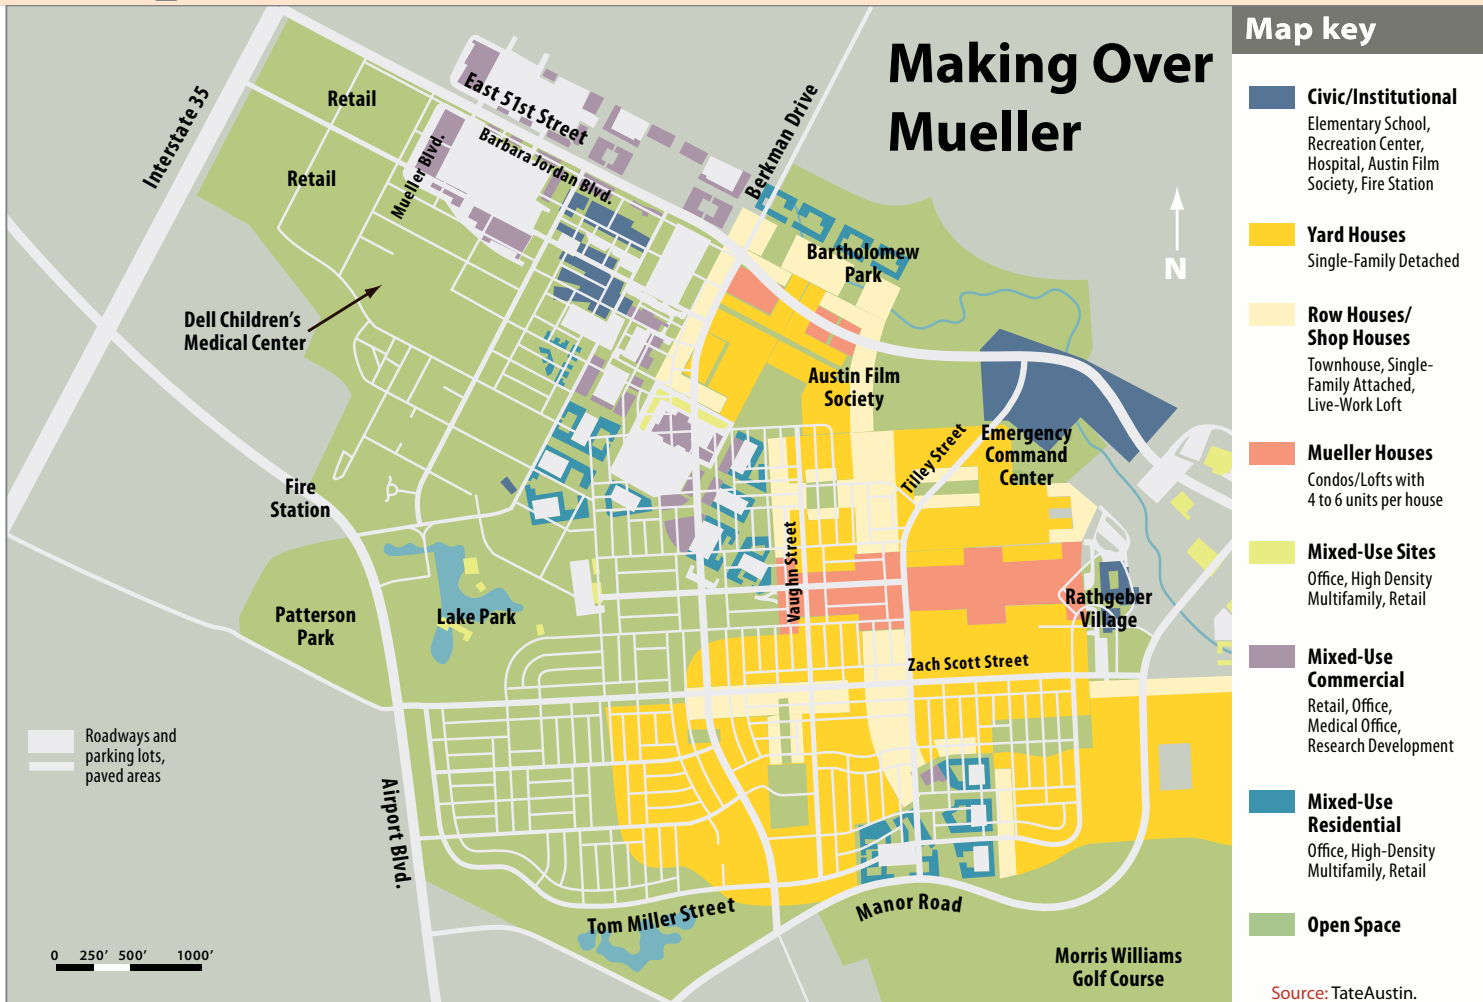 Making Over
Mueller
Interstate 35
Retail
Retail
Mueller Blvd.
East 51st Street
Barbara Jordan Blvd.
Berkman Drive
Bartholomew
Park
N
Dell Children’s
Medical Center
Austin Film
Society
Tilley Street
Emergency
Command
Center
Fire
Station
Vaughn Street
Patterson
Park
Lake Park
Rathgeber
Village
Zach Scott Street
Roadways and
parking lots,
paved areas
Airport Blvd.
Tom Miller Street
Manor Road
Morris Williams
Golf Course
0 250’ 500’ 1000’
Map key
Civic/Institutional
Elementary School,
Recreation Center,
Hospital, Austin Film
Society, Fire Station
Yard Houses
Single-Family Detached
Row Houses/
Shop Houses
Townhouse, Single-
Family Attached,
Live-Work Loft
Mueller Houses
Condos/Lofts with
4 to 6 units per house
Mixed-Use Sites
Office, High Density
Multifamily, Retail
Mixed-Use
Commercial
Retail, Office,
Medical Office,
Research Development
Mixed-Use
Residential
Office, High-Density
Multifamily, Retail
Open Space
Source: TateAustin.